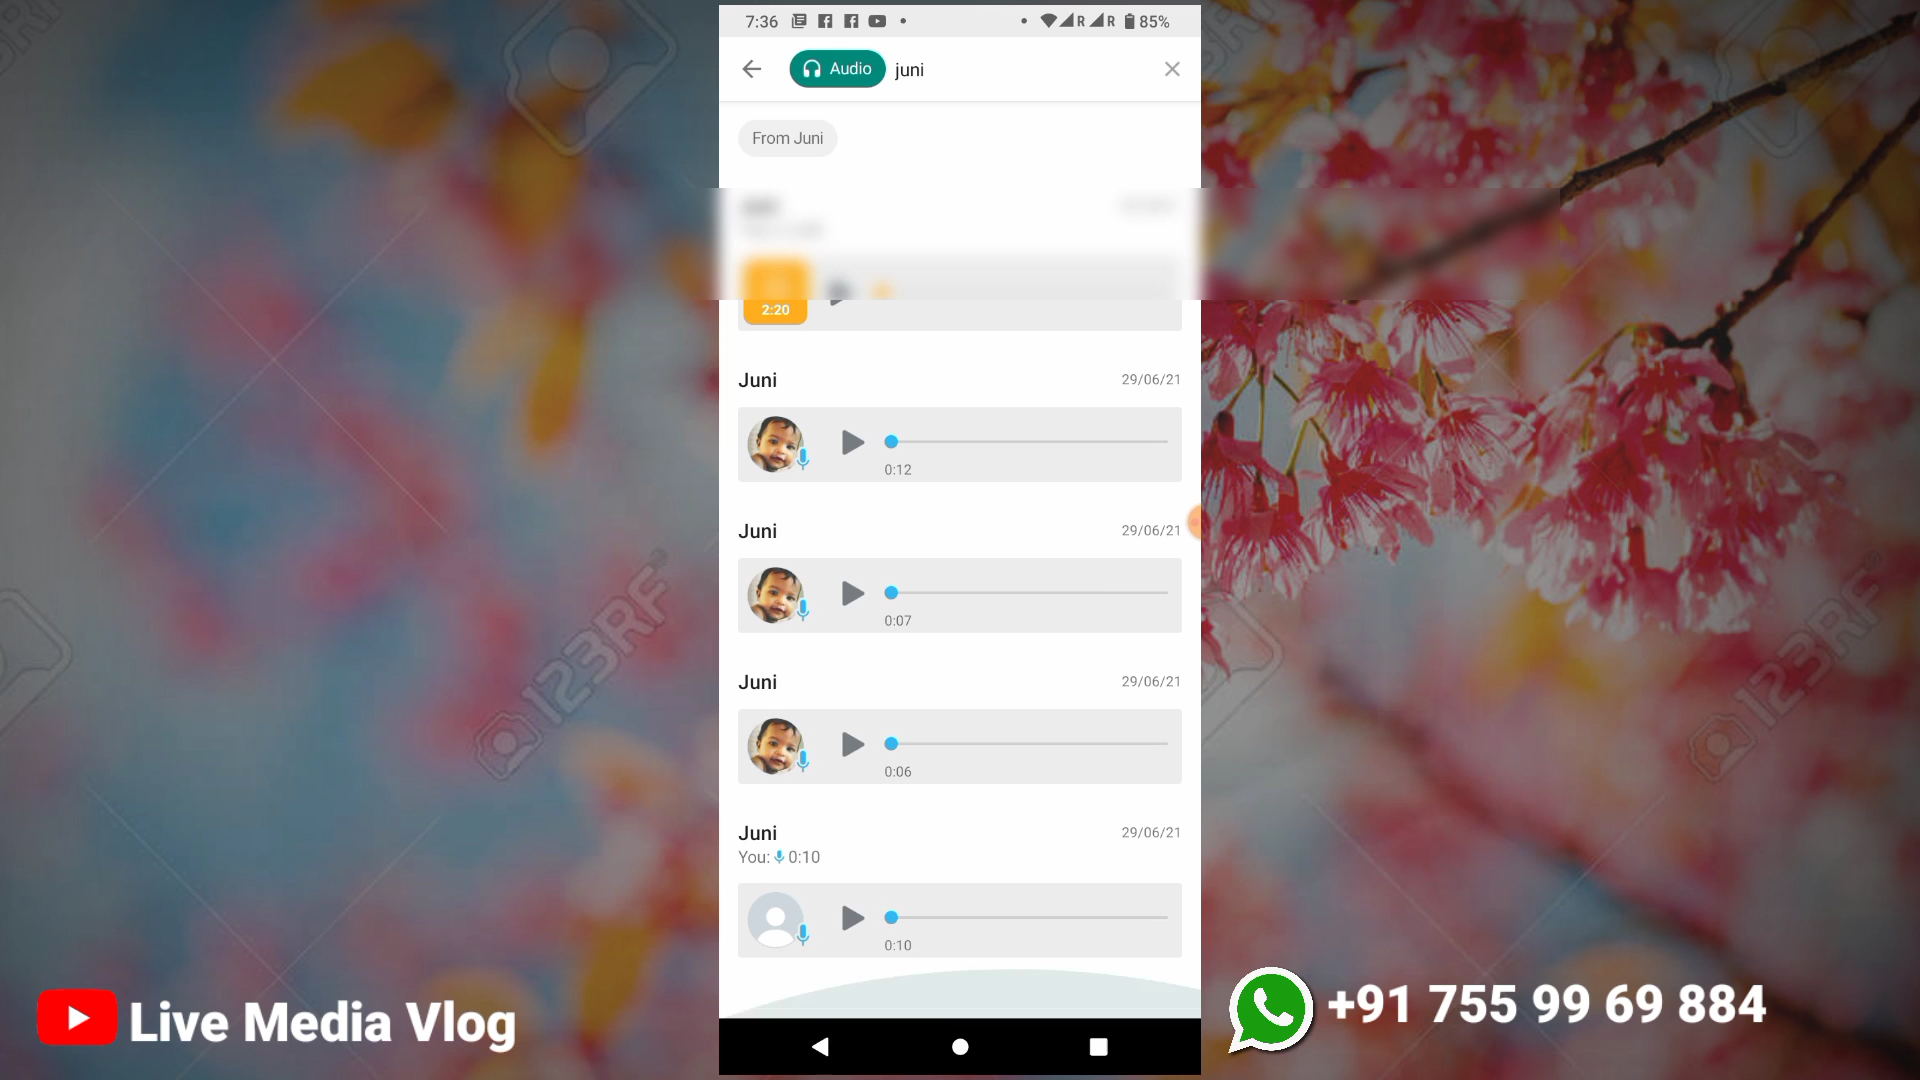 7:36 R R 85%
Audio juni
From Juni
2:20
Juni 29/06/21
0:12
Juni 29/06/21
0:07
Juni 29/06/21
0:06
Juni 29/06/21
You: 0:10
0:10
Live Media Vlog
+91 755 99 69 884
123RF
123RF